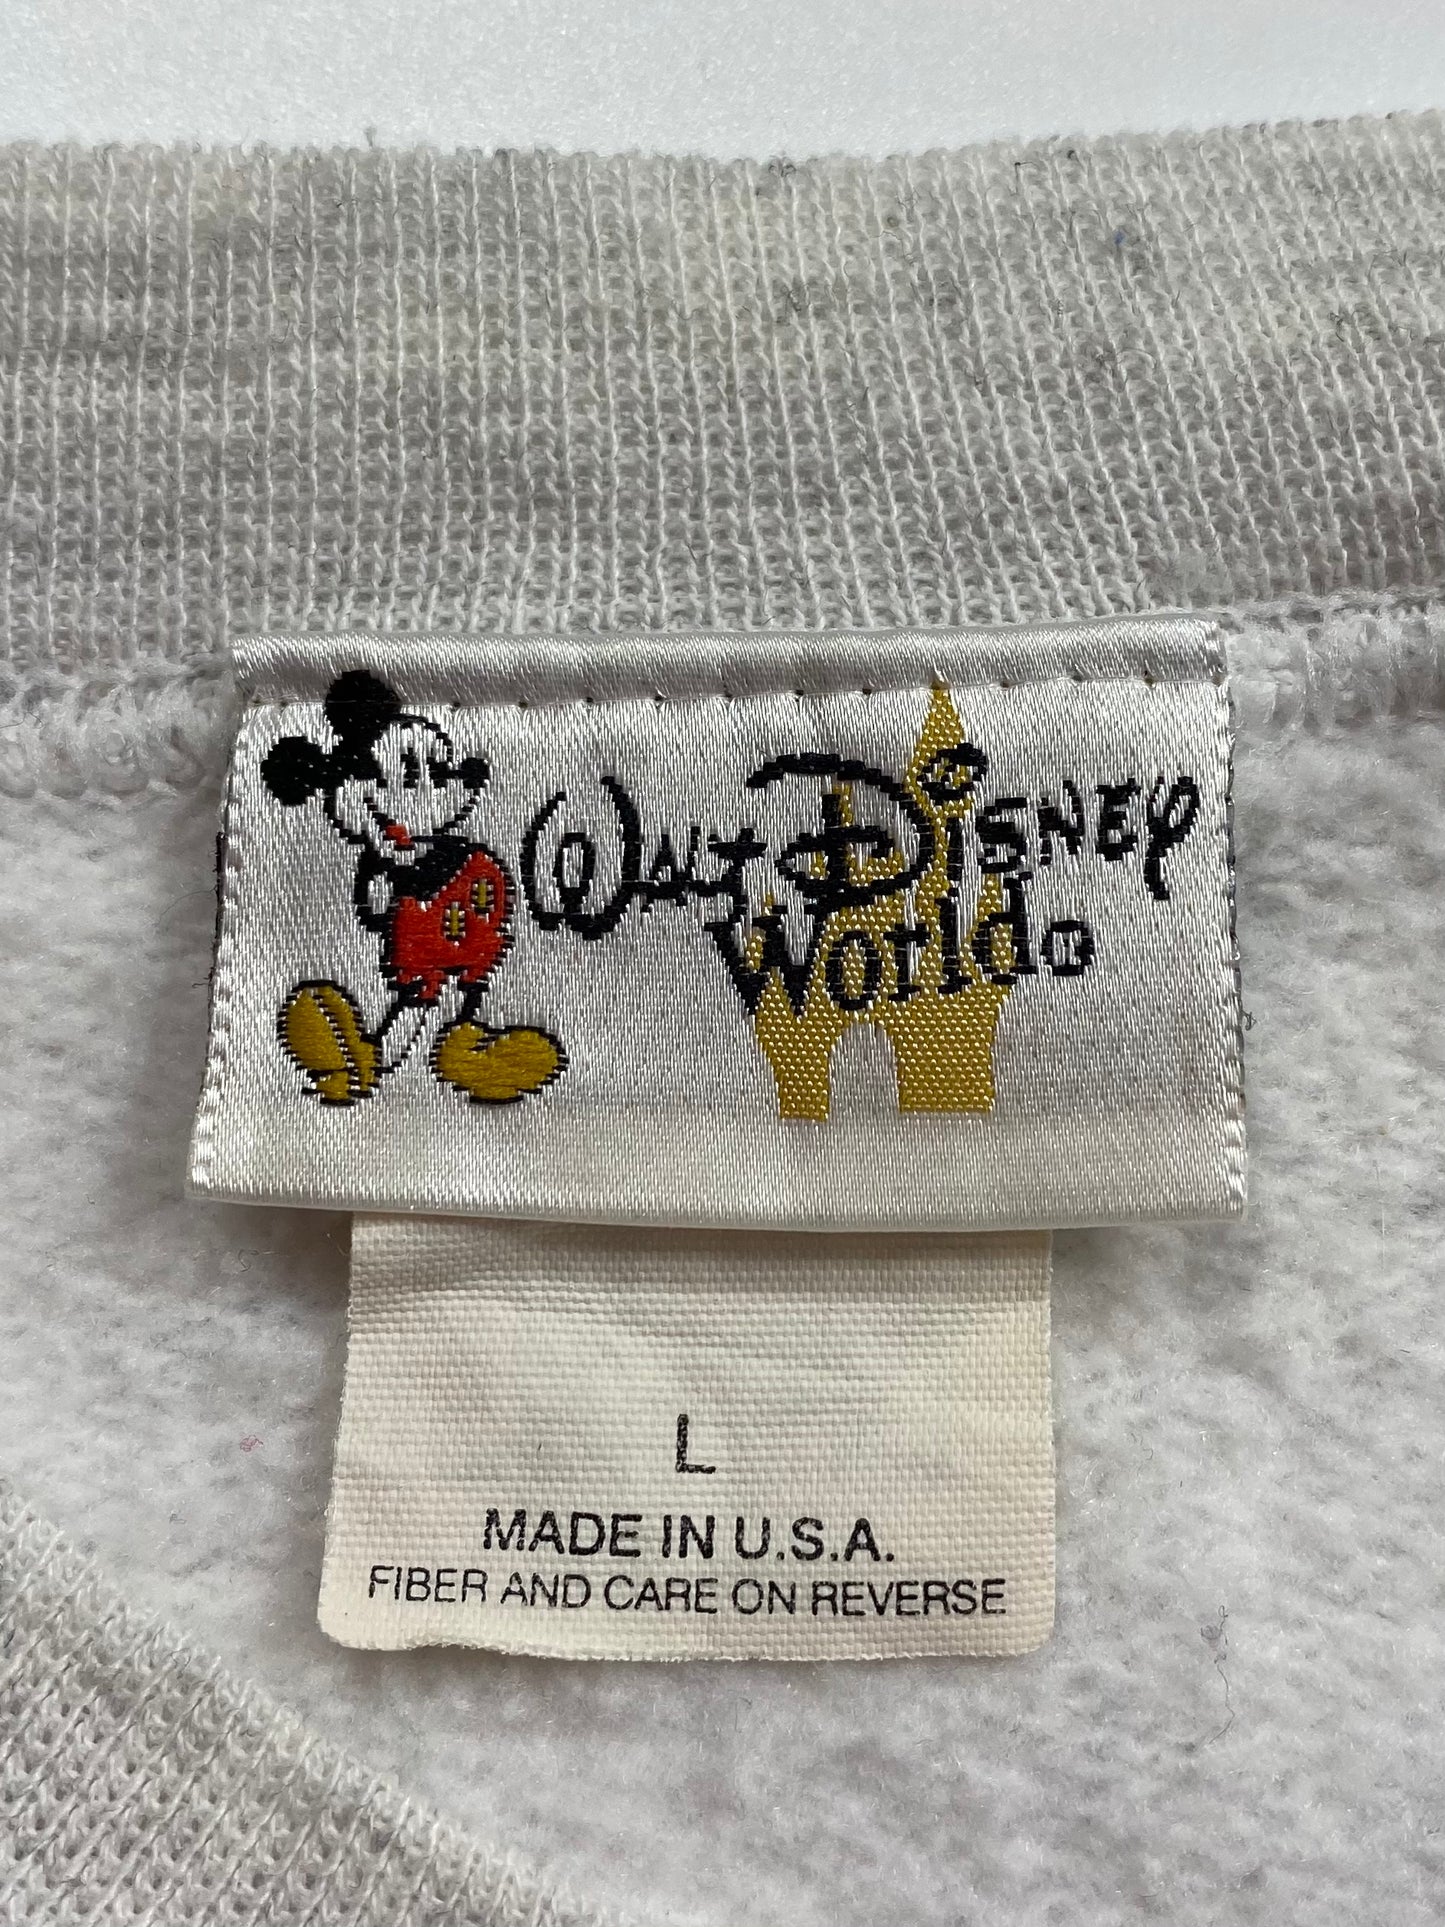 Walt Disney
World®
L
MADE IN U.S.A.
FIBER AND CARE ON REVERSE